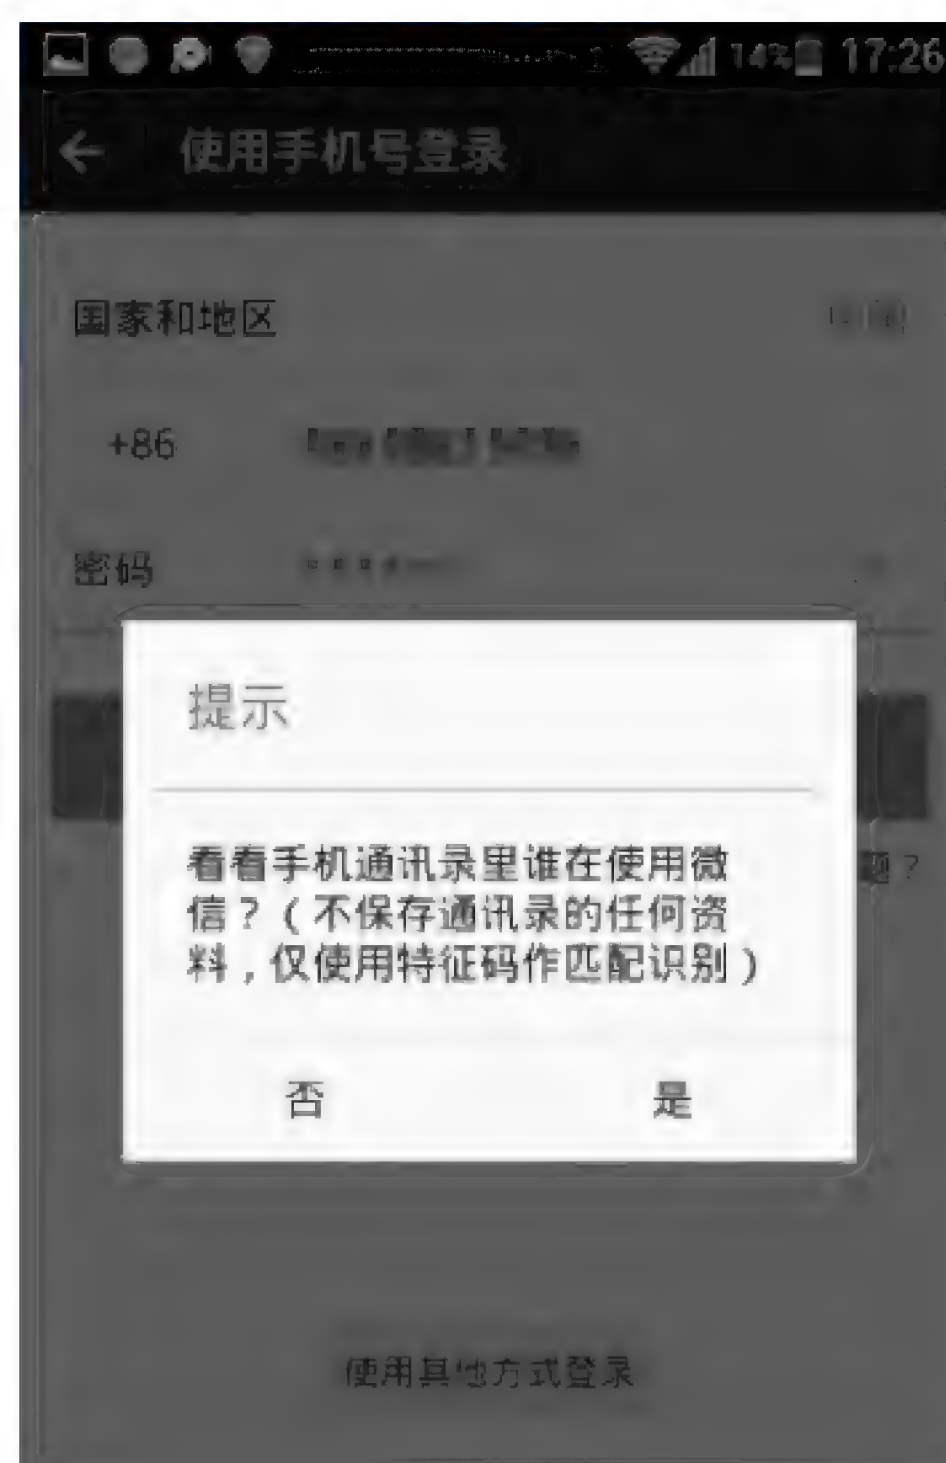 14% 17:26
使用手机号登录
国家和地区
+86
密码
提示
看看手机通讯录里谁在使用微
信？（不保存通讯录的任何资
料，仅使用特征码作匹配识别）
题？
否 是
使用其他方式登录